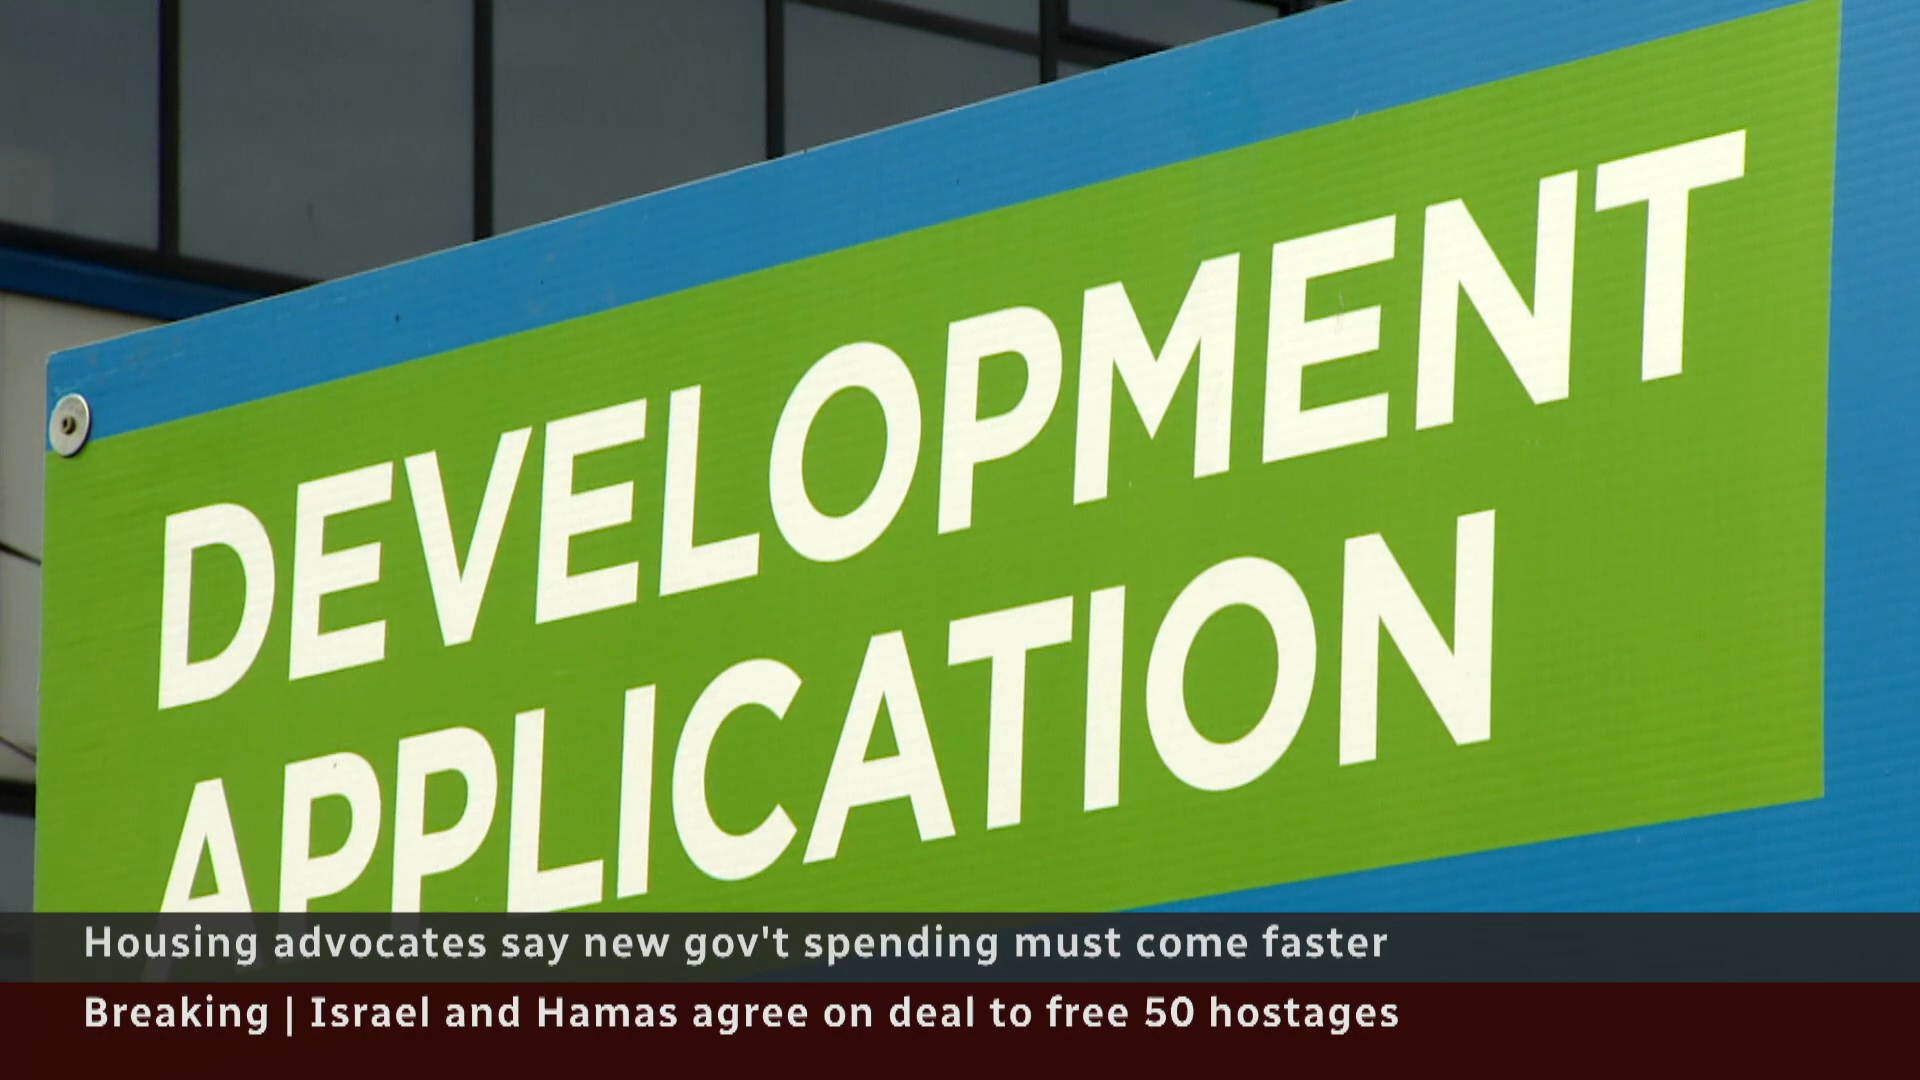 DEVELOPMENT
APPLICATION
Housing advocates say new gov't spending must come faster
Breaking | Israel and Hamas agree on deal to free 50 hostages